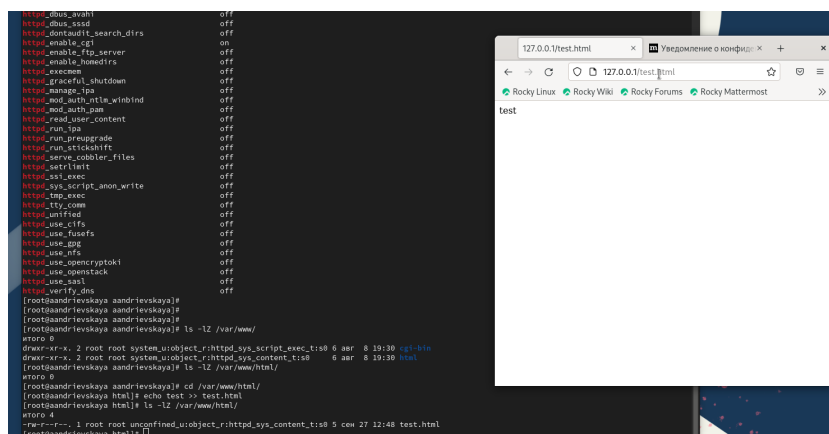 httpd_dbus_avahi off
httpd_dbus_sssd off
httpd_dontaudit_search_dirs off
httpd_enable_cgi on
httpd_enable_ftp_server off
httpd_enable_homedirs off
httpd_execmem off
httpd_graceful_shutdown off
httpd_manage_ipa off
httpd_mod_auth_ntlm_winbind off
httpd_mod_auth_pam off
httpd_read_user_content off
httpd_run_ipa off
httpd_run_preupgrade off
httpd_run_stickshift off
httpd_serve_cobbler_files off
httpd_setrlimit off
httpd_ssi_exec off
httpd_sys_script_anon_write off
httpd_tmp_exec off
httpd_tty_comm off
httpd_unified off
httpd_use_cifs off
httpd_use_fusefs off
httpd_use_gpg off
httpd_use_nfs off
httpd_use_opencryptoki off
httpd_use_openstack off
httpd_use_sasl off
httpd_verify_dns off
[root@aandrievskaya aandrievskaya]#
[root@aandrievskaya aandrievskaya]#
[root@aandrievskaya aandrievskaya]#
[root@aandrievskaya aandrievskaya]# ls -lZ /var/www/
итого 0
drwxr-xr-x. 2 root root system_u:object_r:httpd_sys_script_exec_t:s0 6 авг 8 19:30 cgi-bin
drwxr-xr-x. 2 root root system_u:object_r:httpd_sys_content_t:s0 6 авг 8 19:30 html
[root@aandrievskaya aandrievskaya]# ls -lZ /var/www/html/
итого 0
[root@aandrievskaya aandrievskaya]# cd /var/www/html/
[root@aandrievskaya html]# echo test >> test.html
[root@aandrievskaya html]# ls -lZ /var/www/html/
итого 4
-rw-r--r--. 1 root root unconfined_u:object_r:httpd_sys_content_t:s0 5 сен 27 12:48 test.html
[root@aandrievskaya html]#
127.0.0.1/test.html
m Уведомление о конфиде
127.0.0.1/test.html
Rocky Linux Rocky Wiki Rocky Forums Rocky Mattermost
test